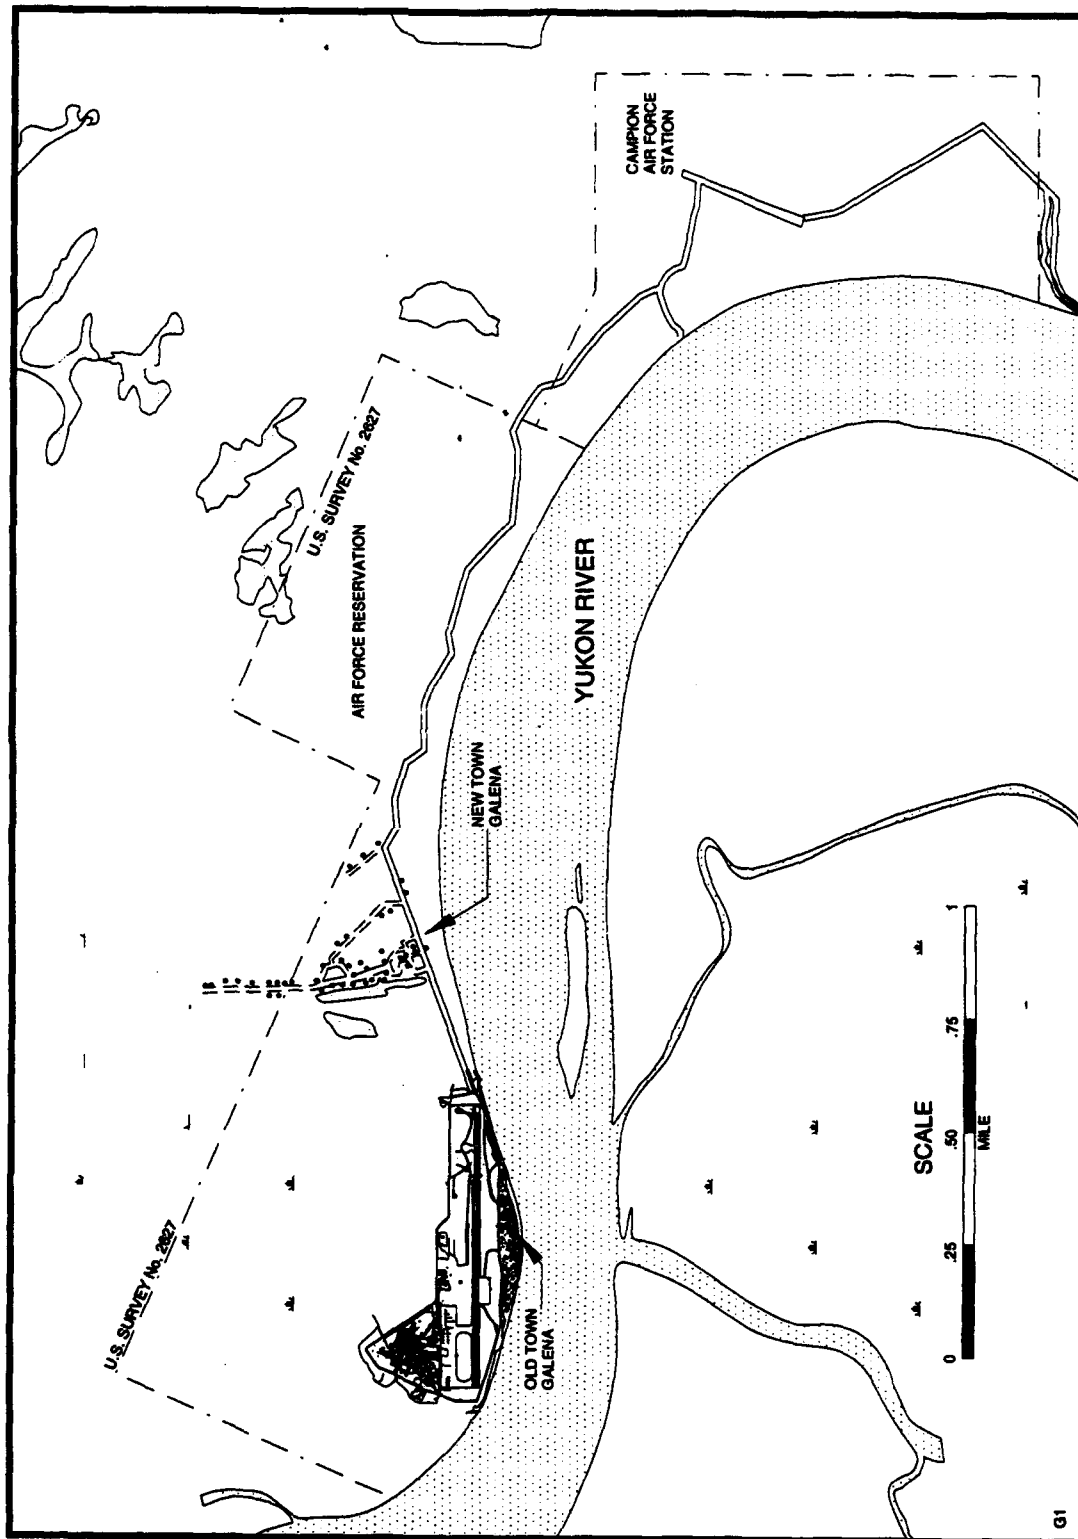 U.S. SURVEY No. 2627
U.S. SURVEY No. 2627
AIR FORCE RESERVATION
CAMPION
AIR FORCE
STATION
NEW TOWN
GALENA
YUKON RIVER
OLD TOWN
GALENA
SCALE
0 .25 .50 .75 1
MILE
G1